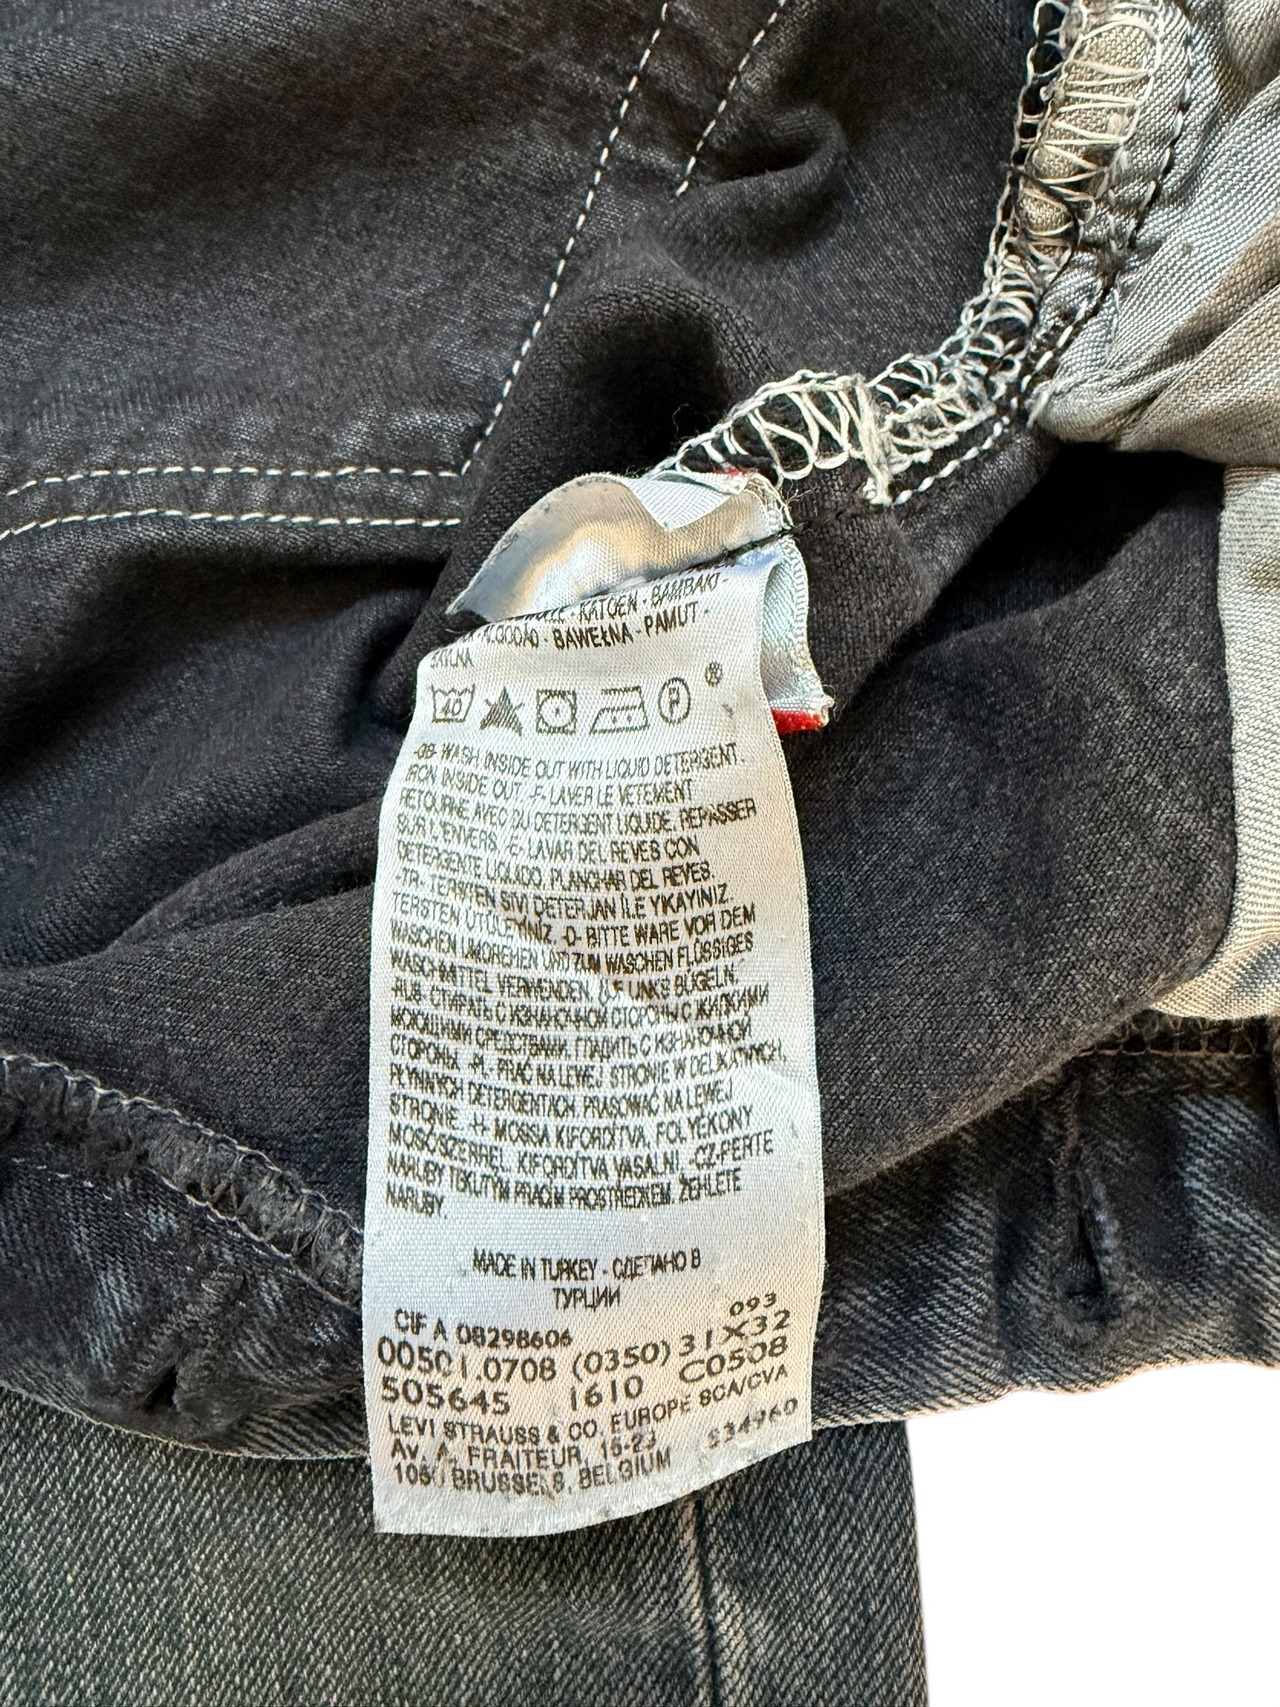 KATOEN - BAMBAKI -
ALGODÃO - BAWEŁNA - PAMUT -
BAVLNA
40 P ®
-GB- WASH INSIDE OUT WITH LIQUID DETERGENT.
IRON INSIDE OUT. -F- LAVER LE VETEMENT
RETOURNE AVEC DU DETERGENT LIQUIDE. REPASSER
SUR L'ENVERS. -E- LAVAR DEL REVES CON
DETERGENTE LIQUIDO. PLANCHAR DEL REVES.
-TR- TERSTEN SIVI DETERJAN İLE YIKAYINIZ.
TERSTEN ÜTÜLEYİNİZ. -D- BITTE WARE VOR DEM
WASCHEN UMDREHEN UND ZUM WASCHEN FLÜSSIGES
WASCHMITTEL VERWENDEN. AUF LINKS BÜGELN.
-RUS- СТИРАТЬ С ИЗНАНОЧНОЙ СТОРОНЫ С ЖИДКИМИ
МОЮЩИМИ СРЕДСТВАМИ. ГЛАДИТЬ С ИЗНАНОЧНОЙ
СТОРОНЫ. -PL- PRAĆ NA LEWEJ STRONIE W DELIKATNYCH,
PŁYNNYCH DETERGENTACH. PRASOWAĆ NA LEWEJ
STRONIE. -H- MOSSA KIFORDÍTVA, FOLYÉKONY
MOSÓSZERREL. KIFORDÍTVA VASALNI. -CZ- PERTE
NARUBY TEKUTÝM PRACÍM PROSTŘEDKEM. ŽEHLETE
NARUBY.
MADE IN TURKEY - СДЕЛАНО В
ТУРЦИИ
093
CIF A 08298606
00501.0708 (0350) 31X32
505645 1610 C0508
LEVI STRAUSS & CO. EUROPE SCA/CVA
AV. A. FRAITEUR, 15-23 S34960
1050 BRUSSELS, BELGIUM